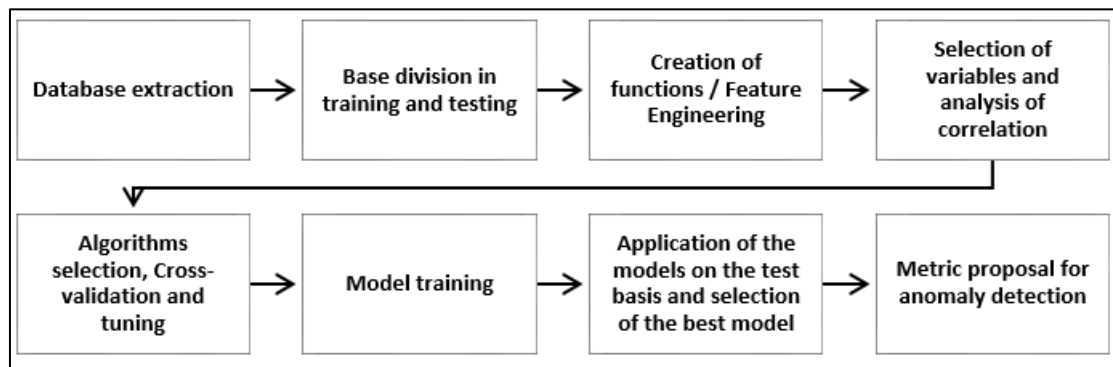 Database extraction
Base division in
training and testing
Creation of
functions / Feature
Engineering
Selection of
variables and
analysis of
correlation
Algorithms
selection, Cross-
validation and
tuning
Model training
Application of the
models on the test
basis and selection
of the best model
Metric proposal for
anomaly detection